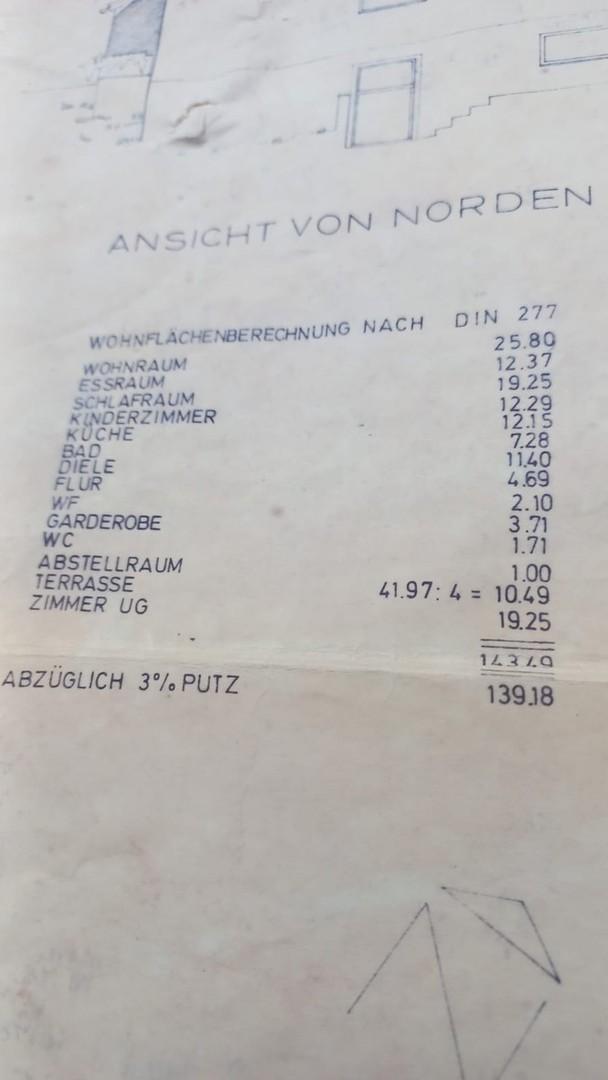 ANSICHT VON NORDEN
WOHNFLÄCHENBERECHNUNG NACH DIN 277
WOHNRAUM 25.80
ESSRAUM 12.37
SCHLAFRAUM 19.25
KINDERZIMMER 12.29
KÜCHE 12.15
BAD 7.28
DIELE 11.40
FLUR 4.69
WF 2.10
GARDEROBE 3.71
WC 1.71
ABSTELLRAUM 1.00
TERRASSE 41.97: 4 = 10.49
ZIMMER UG 19.25
143.49
ABZÜGLICH 3% PUTZ 139.18